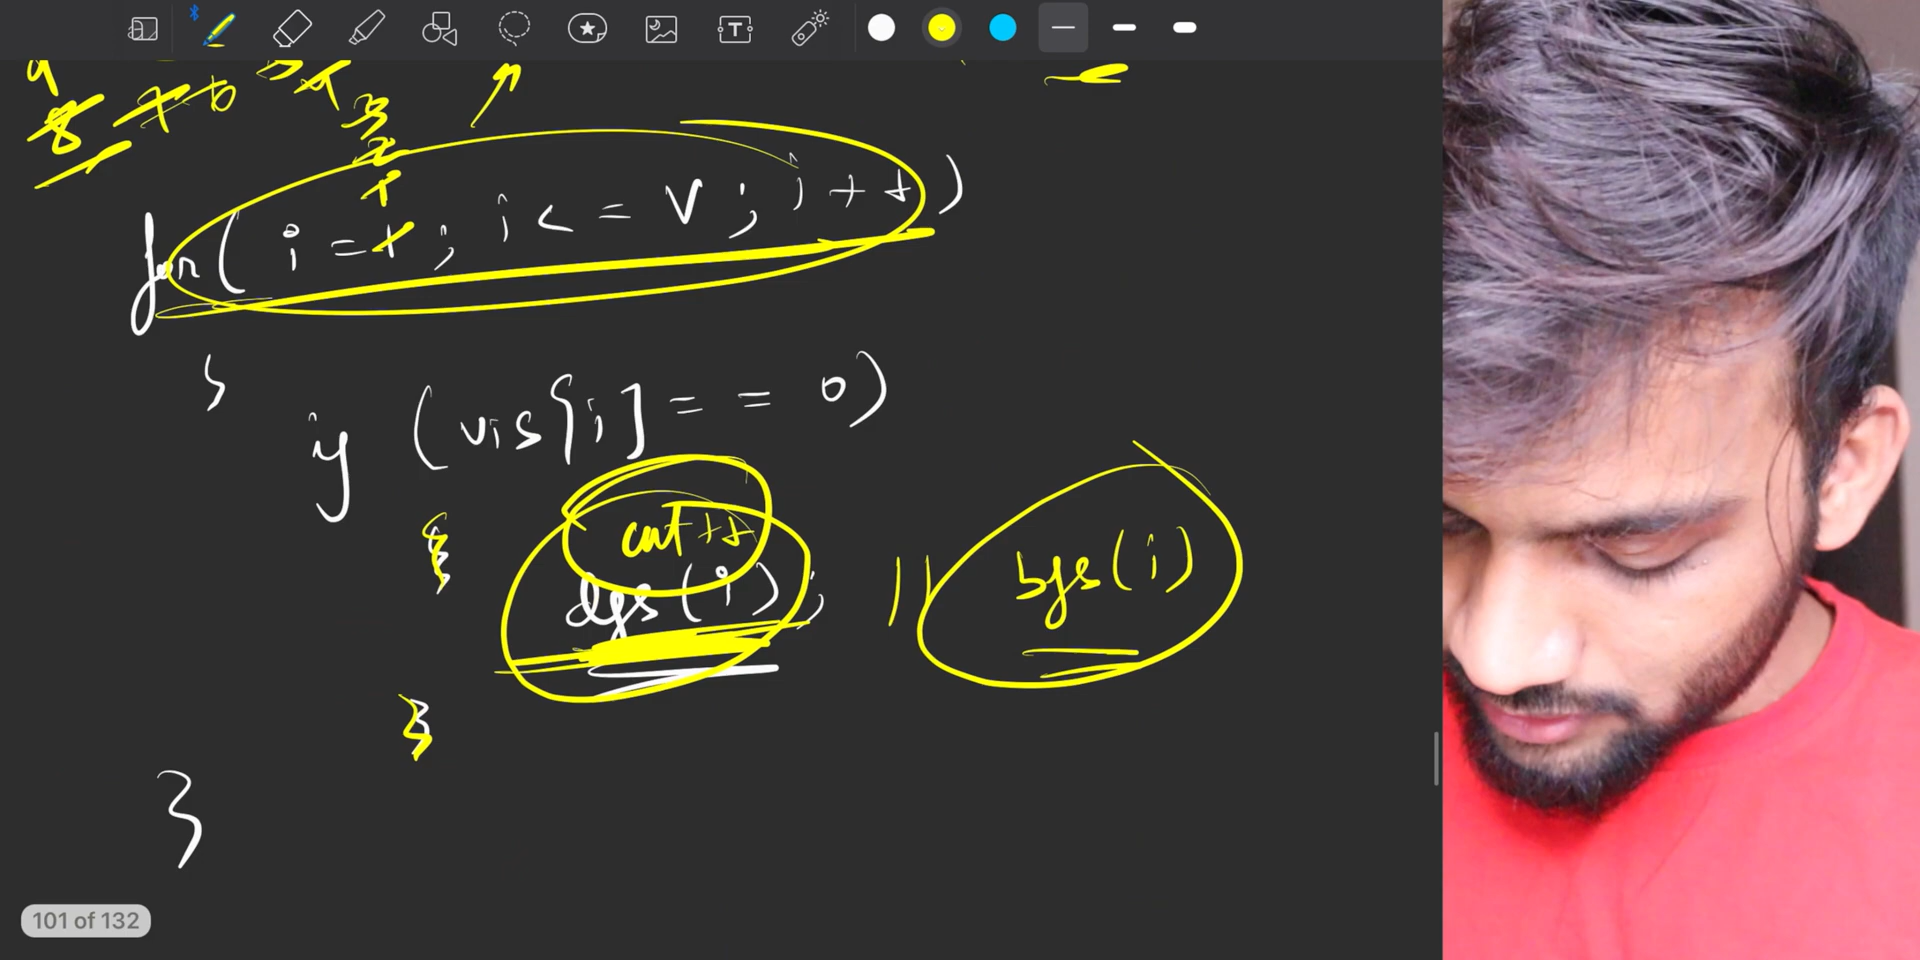 for( i=1; i<=V; i++)
{
if (vis[i]==0)
{
cnt++
dfs(i); || bfs(i)
}
}
101 of 132